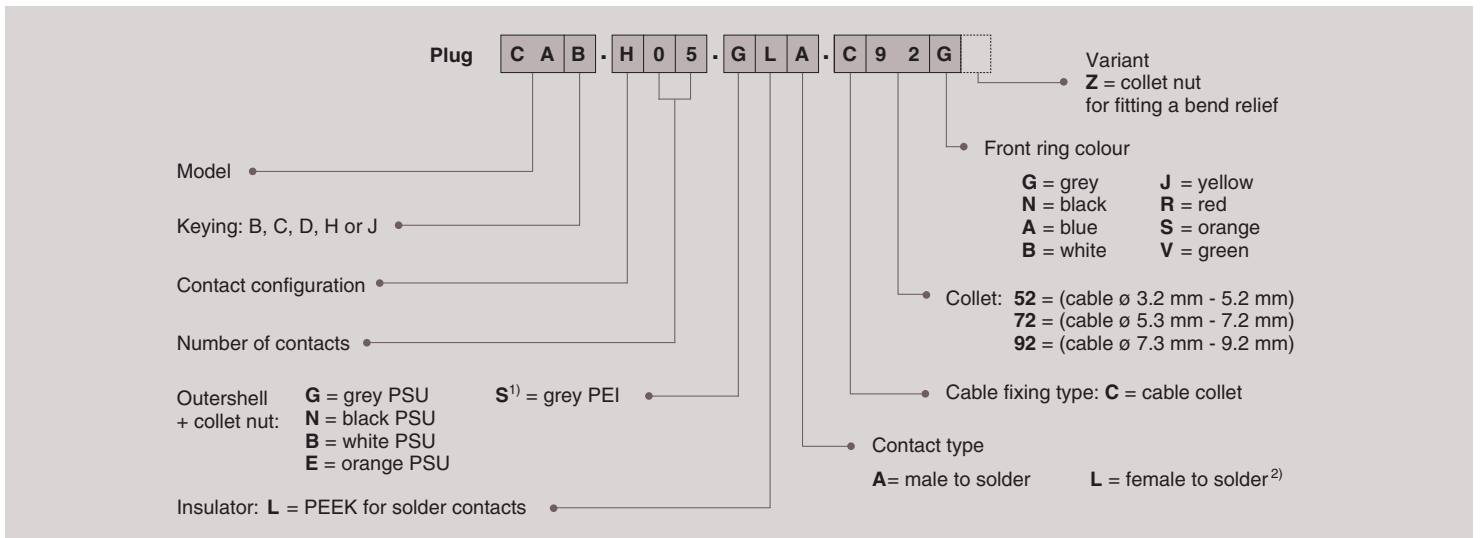 Plug C A B . H 0 5 . G L A . C 9 2 G
Variant
Z = collet nut
for fitting a bend relief
Front ring colour
G = grey J = yellow
N = black R = red
A = blue S = orange
B = white V = green
Model
Keying: B, C, D, H or J
Contact configuration
Collet: 52 = (cable ø 3.2 mm - 5.2 mm)
72 = (cable ø 5.3 mm - 7.2 mm)
92 = (cable ø 7.3 mm - 9.2 mm)
Number of contacts
Outershell
+ collet nut:
G = grey PSU S1) = grey PEI
N = black PSU
B = white PSU
E = orange PSU
Cable fixing type: C = cable collet
Contact type
A= male to solder L = female to solder2)
Insulator: L = PEEK for solder contacts